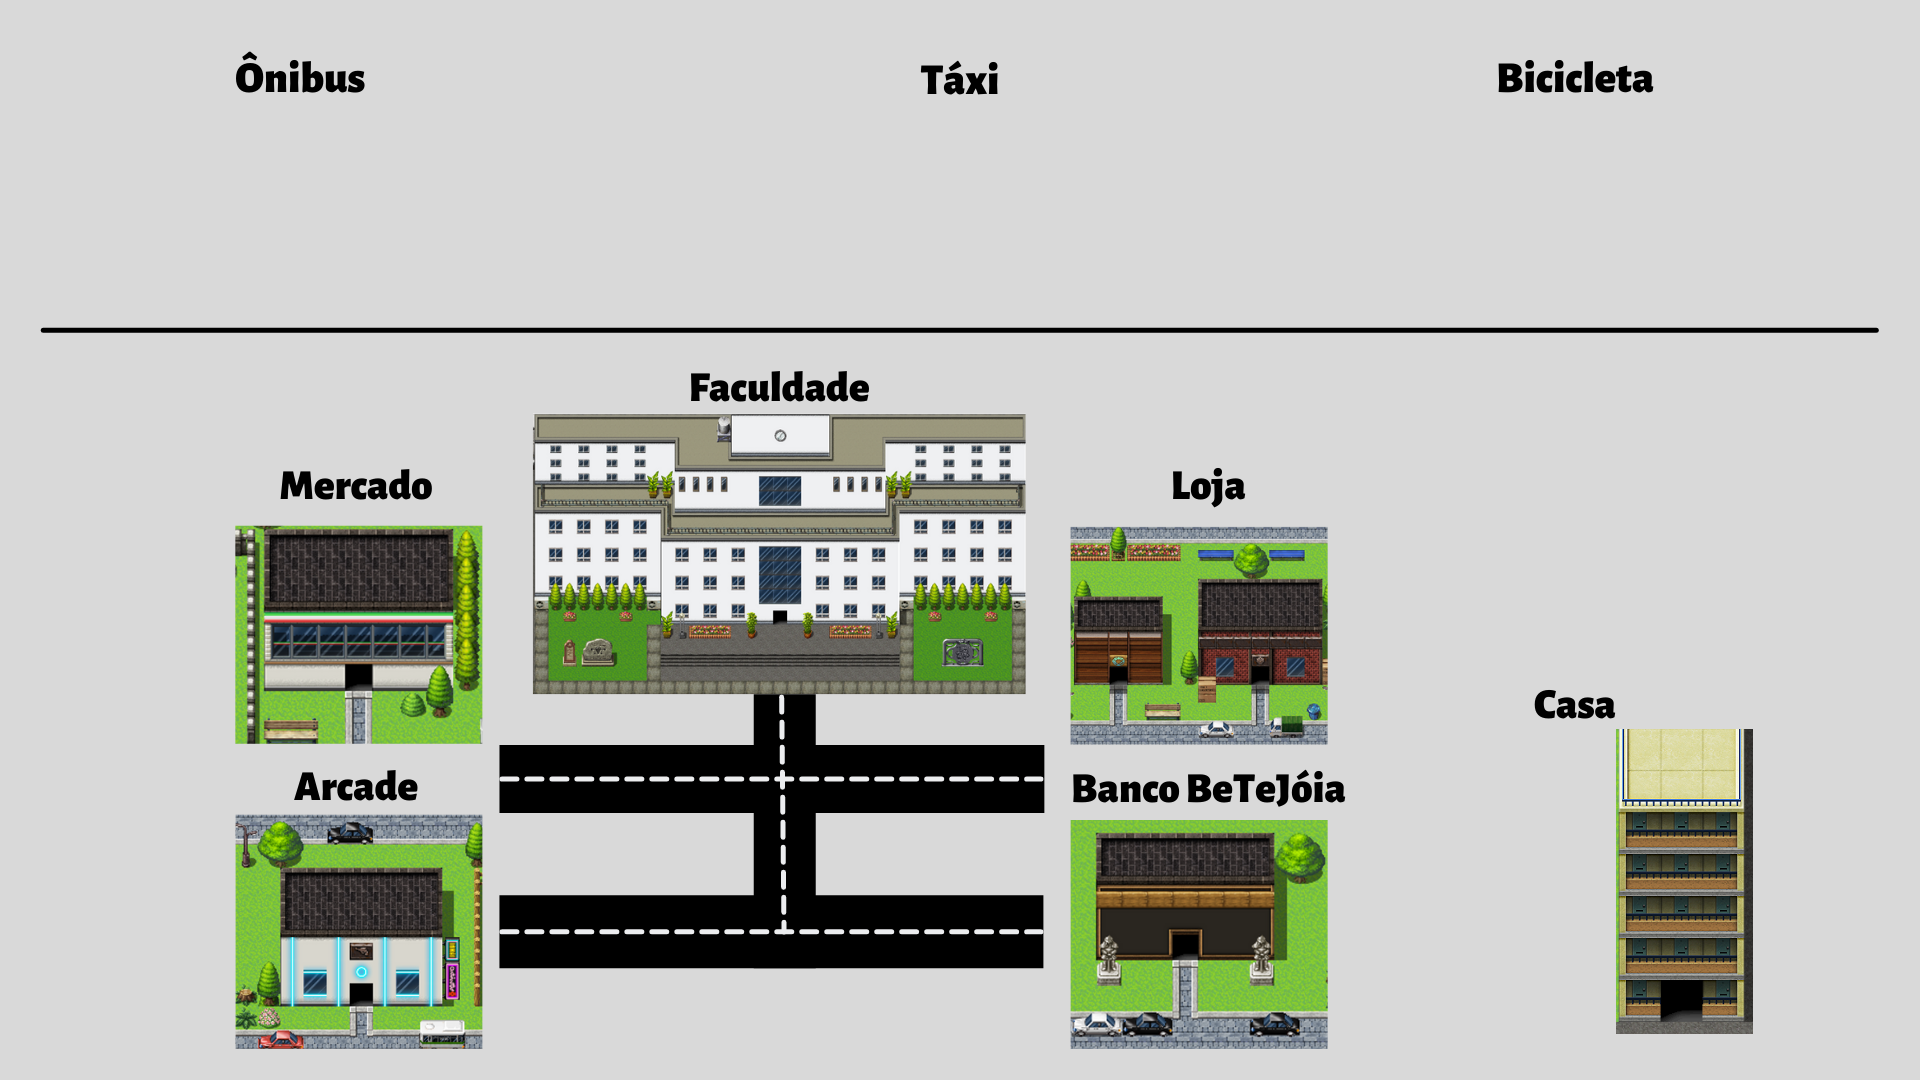 Ônibus
Táxi
Bicicleta
Faculdade
Mercado
Loja
Casa
Arcade
Banco BeTeJóia